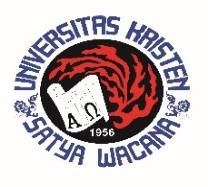 UNIVERSITAS KRISTEN
SATYA WACANA
Α Ω
1956